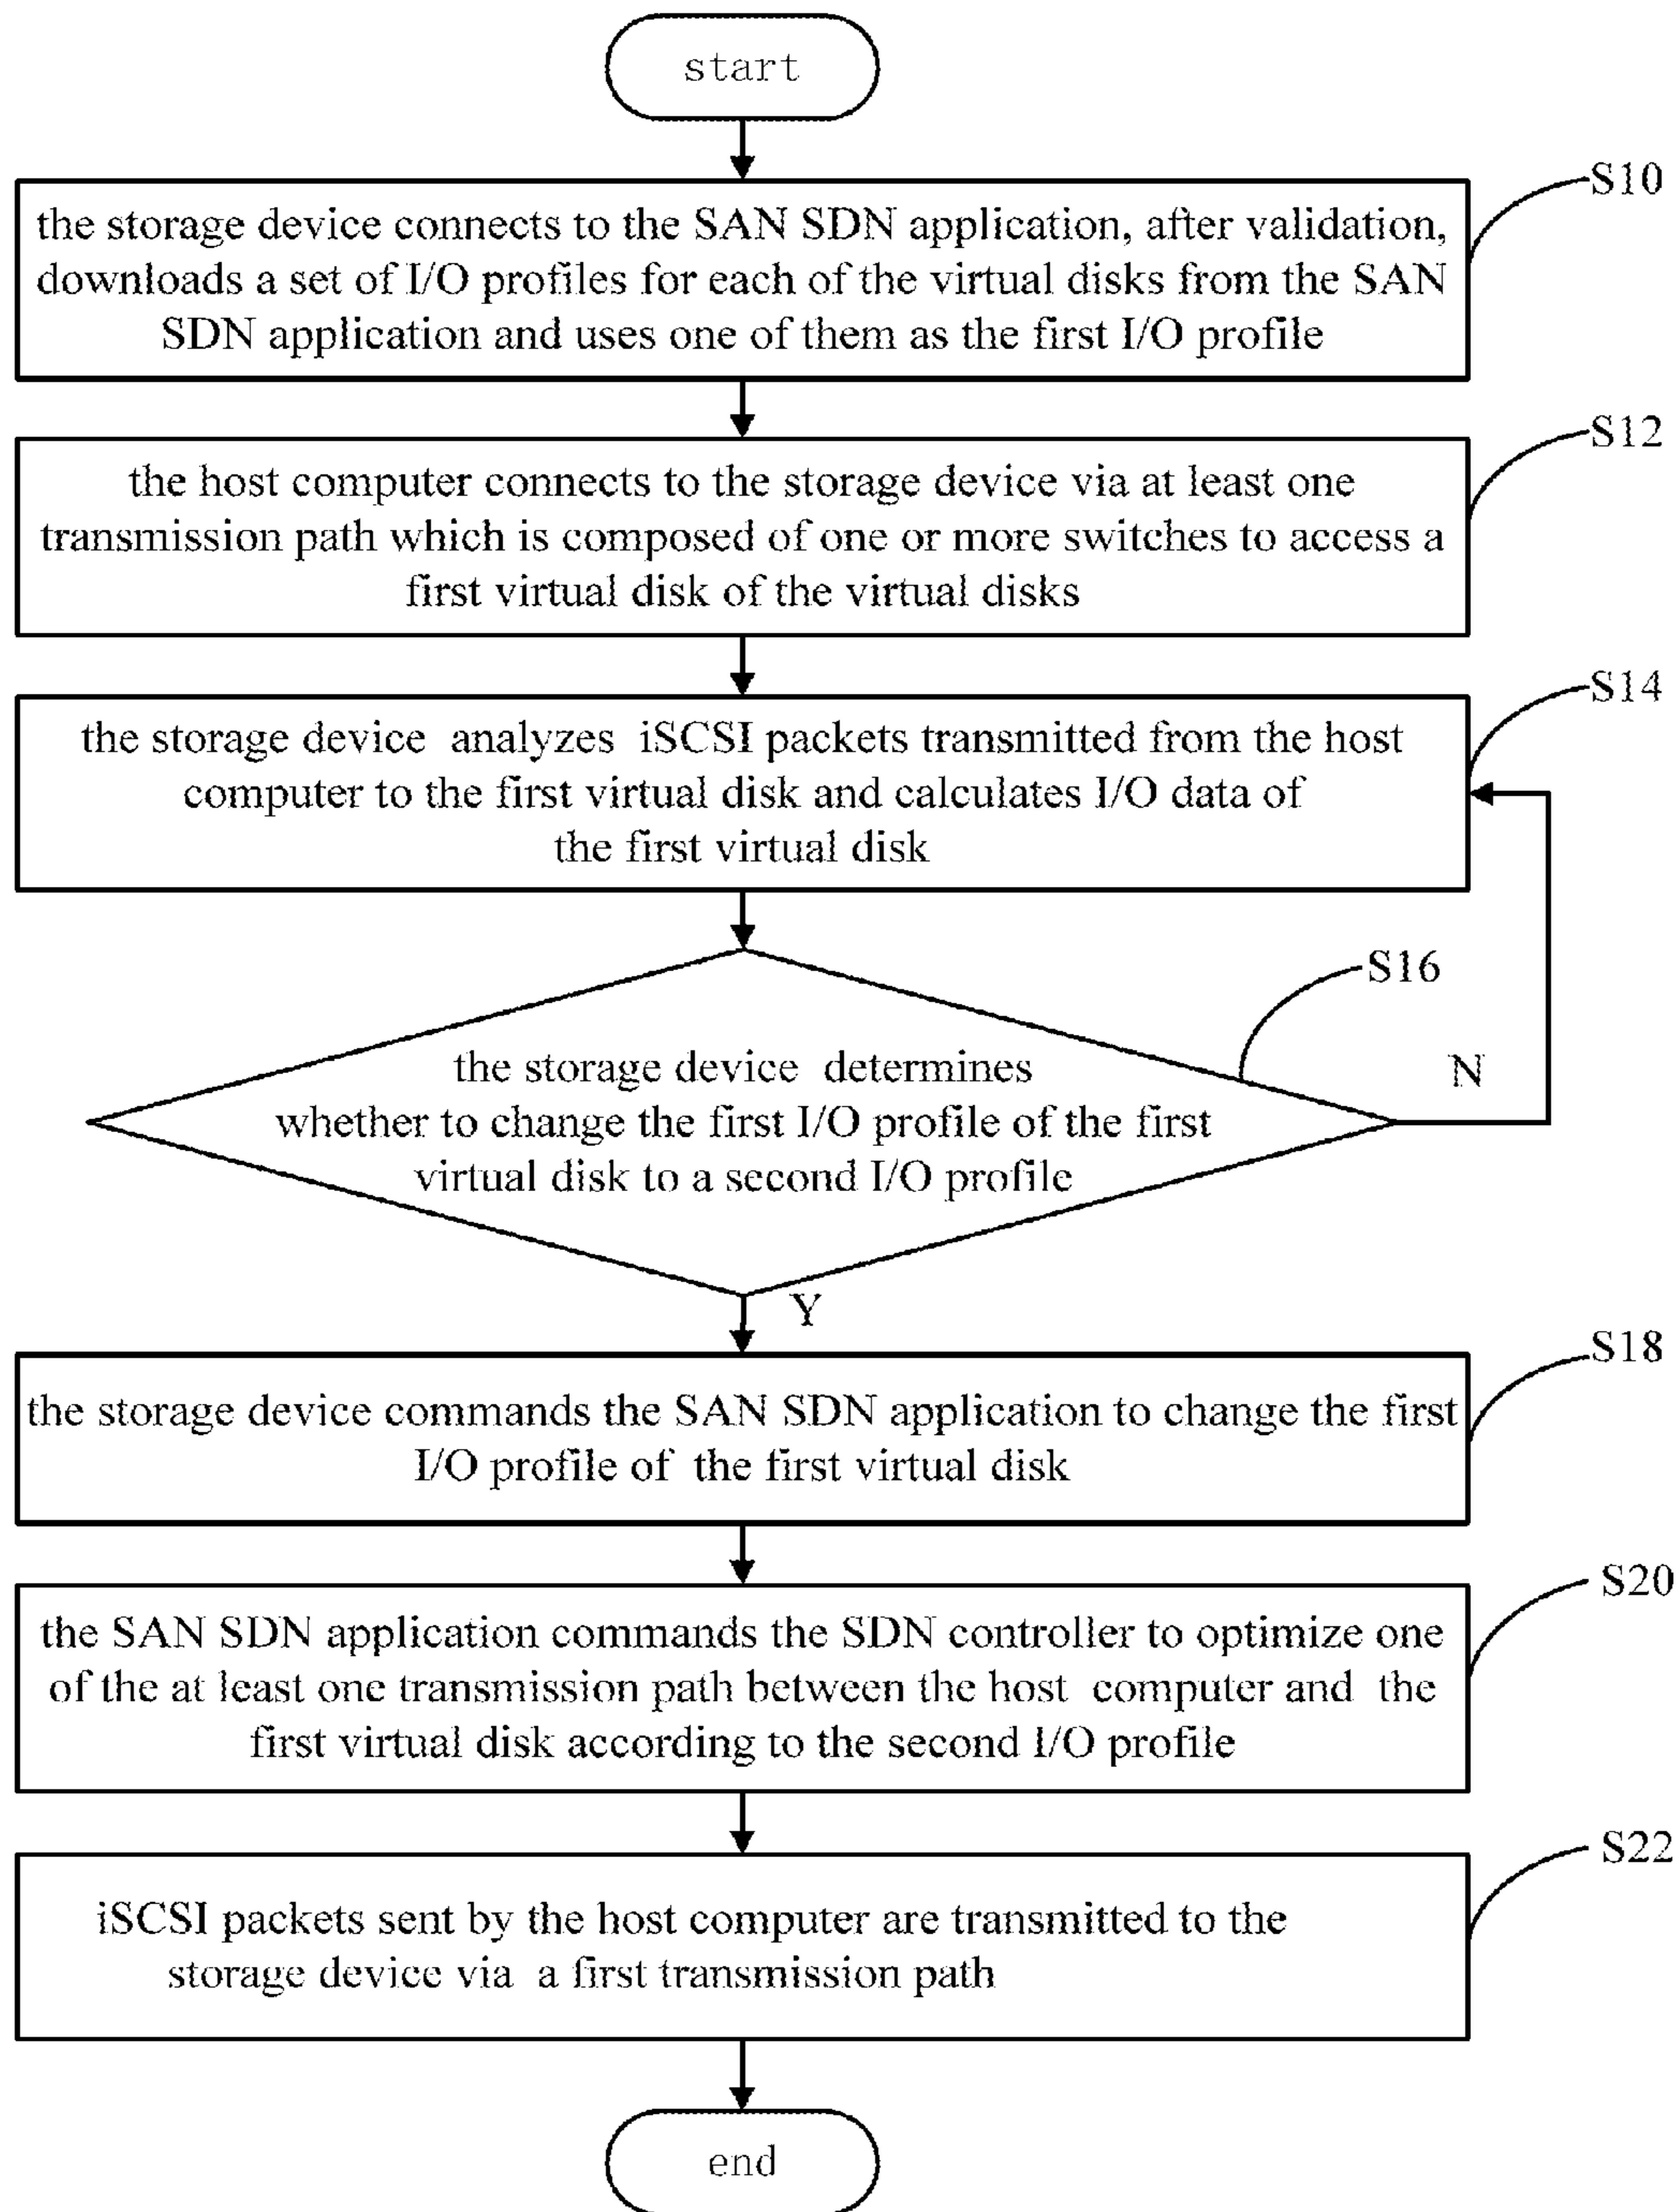 start
S10
the storage device connects to the SAN SDN application, after validation,
downloads a set of I/O profiles for each of the virtual disks from the SAN
SDN application and uses one of them as the first I/O profile
S12
the host computer connects to the storage device via at least one
transmission path which is composed of one or more switches to access a
first virtual disk of the virtual disks
S14
the storage device analyzes iSCSI packets transmitted from the host
computer to the first virtual disk and calculates I/O data of
the first virtual disk
S16
the storage device determines
whether to change the first I/O profile of the first
virtual disk to a second I/O profile
N
Y
S18
the storage device commands the SAN SDN application to change the first
I/O profile of the first virtual disk
S20
the SAN SDN application commands the SDN controller to optimize one
of the at least one transmission path between the host computer and the
first virtual disk according to the second I/O profile
S22
iSCSI packets sent by the host computer are transmitted to the
storage device via a first transmission path
end